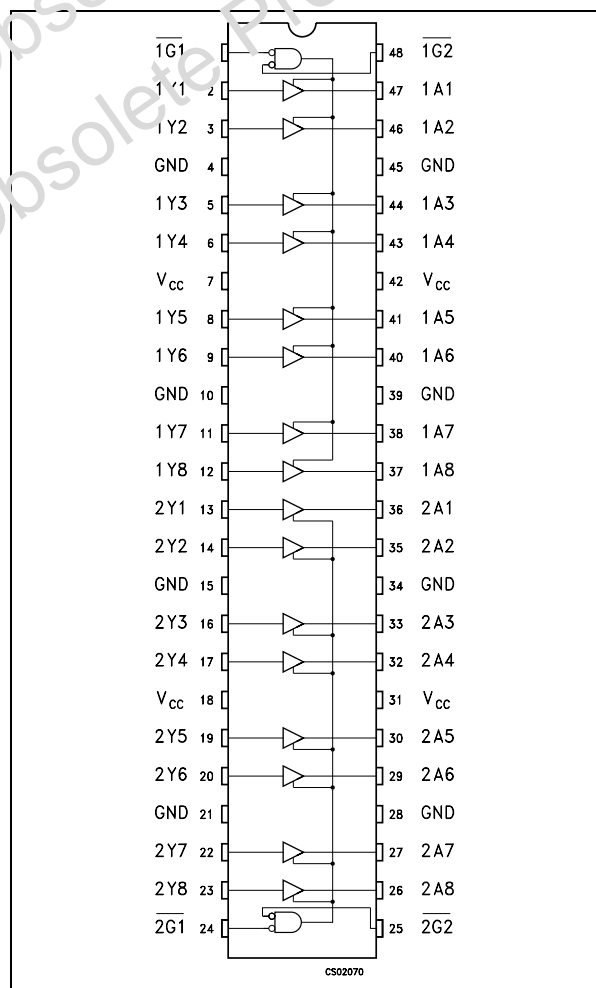 Obsolete
Obsolete Pro
1G1 48 1G2
1Y1 2 47 1A1
1Y2 3 46 1A2
GND 4 45 GND
1Y3 5 44 1A3
1Y4 6 43 1A4
VCC 7 42 VCC
1Y5 8 41 1A5
1Y6 9 40 1A6
GND 10 39 GND
1Y7 11 38 1A7
1Y8 12 37 1A8
2Y1 13 36 2A1
2Y2 14 35 2A2
GND 15 34 GND
2Y3 16 33 2A3
2Y4 17 32 2A4
VCC 18 31 VCC
2Y5 19 30 2A5
2Y6 20 29 2A6
GND 21 28 GND
2Y7 22 27 2A7
2Y8 23 26 2A8
2G1 24 25 2G2
CS02070